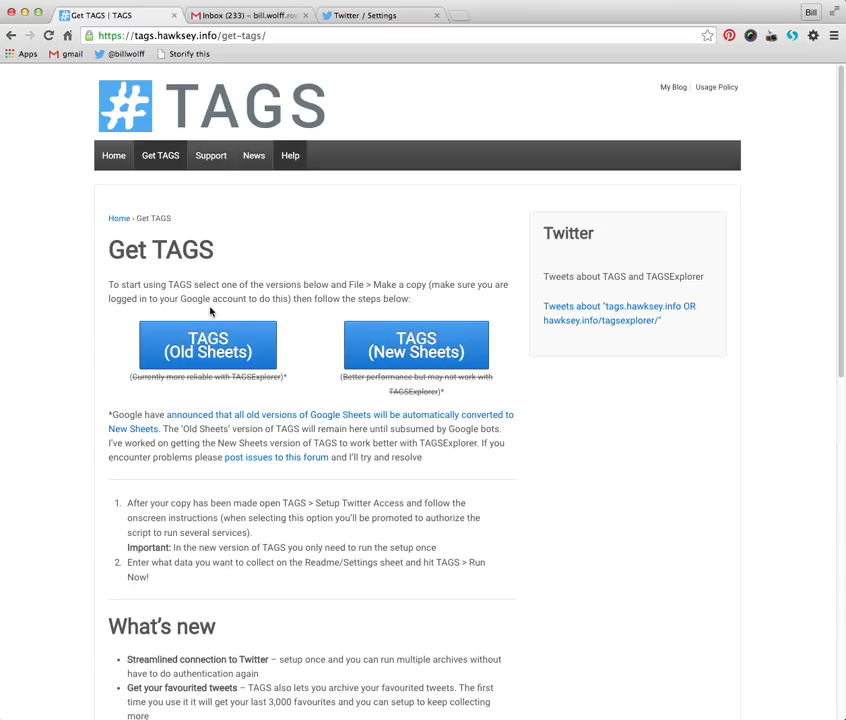 Get TAGS | TAGS
Inbox (233) – bill.wolff.ro
Twitter / Settings
Bill
https://tags.hawksey.info/get-tags/
Apps
gmail
@billwolff
Storify this
# TAGS
My Blog
Usage Policy
Home
Get TAGS
Support
News
Help
Home › Get TAGS
Get TAGS
To start using TAGS select one of the versions below and File > Make a copy (make sure you are
logged in to your Google account to do this) then follow the steps below:
TAGS
(Old Sheets)
(Currently more reliable with TAGSExplorer)*
TAGS
(New Sheets)
(Better performance but may not work with
TAGSExplorer)*
*Google have announced that all old versions of Google Sheets will be automatically converted to
New Sheets. The 'Old Sheets' version of TAGS will remain here until subsumed by Google bots.
I've worked on getting the New Sheets version of TAGS to work better with TAGSExplorer. If you
encounter problems please post issues to this forum and I'll try and resolve
1. After your copy has been made open TAGS > Setup Twitter Access and follow the
onscreen instructions (when selecting this option you'll be promoted to authorize the
script to run several services).
Important: In the new version of TAGS you only need to run the setup once
2. Enter what data you want to collect on the Readme/Settings sheet and hit TAGS > Run
Now!
What's new
• Streamlined connection to Twitter – setup once and you can run multiple archives without
have to do authentication again
• Get your favourited tweets – TAGS also lets you archive your favourited tweets. The first
time you use it it will get your last 3,000 favourites and you can setup to keep collecting
more
Twitter
Tweets about TAGS and TAGSExplorer
Tweets about "tags.hawksey.info OR
hawksey.info/tagsexplorer/"